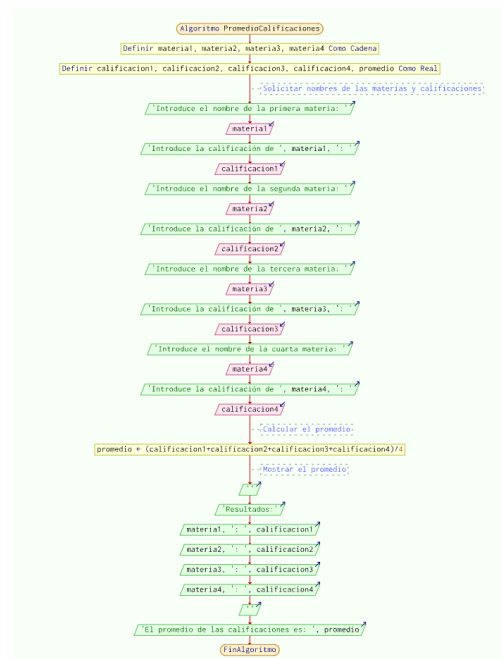 Algoritmo PromedioCalificaciones
Definir materia1, materia2, materia3, materia4 Como Cadena
Definir calificacion1, calificacion2, calificacion3, calificacion4, promedio Como Real
Solicitar nombres de las materias y calificaciones
'Introduce el nombre de la primera materia: '
materia1
'Introduce la calificación de ', materia1, ': '
calificacion1
'Introduce el nombre de la segunda materia: '
materia2
'Introduce la calificación de ', materia2, ': '
calificacion2
'Introduce el nombre de la tercera materia: '
materia3
'Introduce la calificación de ', materia3, ': '
calificacion3
'Introduce el nombre de la cuarta materia: '
materia4
'Introduce la calificación de ', materia4, ': '
calificacion4
Calcular el promedio
promedio ← (calificacion1+calificacion2+calificacion3+calificacion4)/4
Mostrar el promedio
''
'Resultados:'
materia1, ': ', calificacion1
materia2, ': ', calificacion2
materia3, ': ', calificacion3
materia4, ': ', calificacion4
''
'El promedio de las calificaciones es: ', promedio
FinAlgoritmo